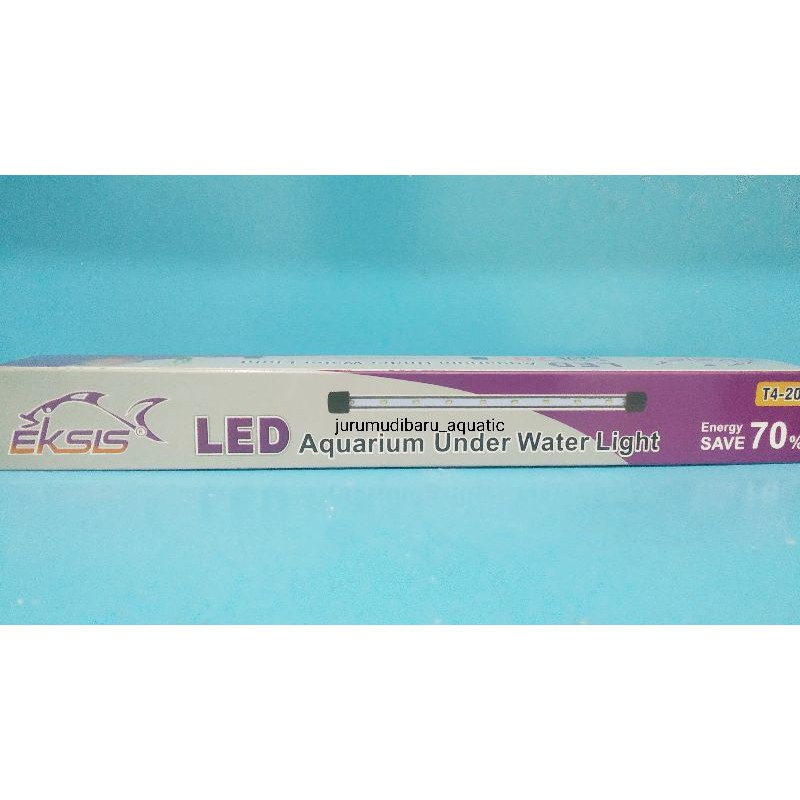 EKSIS®
LED Aquarium Under Water Light
jurumudibaru_aquatic
T4-20
Energy
SAVE 70%